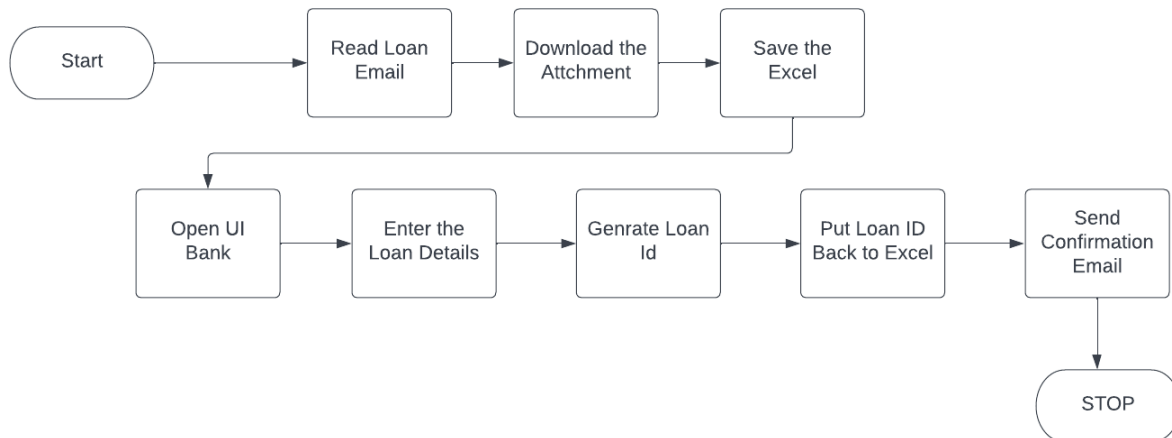 Start
Read Loan
Email
Download the
Attchment
Save the
Excel
Open UI
Bank
Enter the
Loan Details
Genrate Loan
Id
Put Loan ID
Back to Excel
Send
Confirmation
Email
STOP